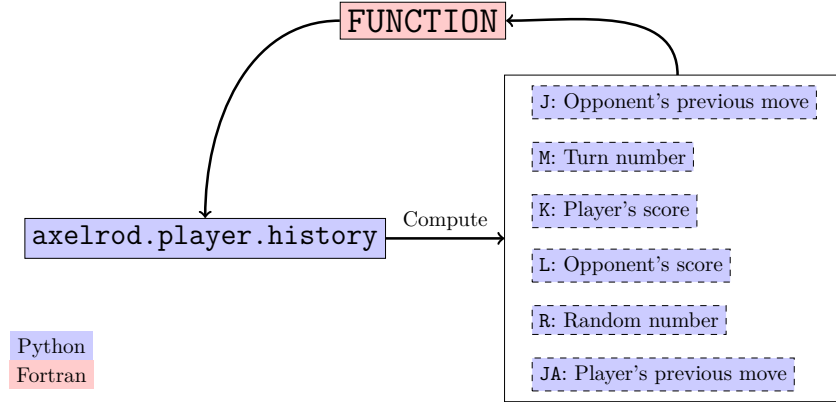 FUNCTION
J: Opponent's previous move
M: Turn number
K: Player's score
axelrod.player.history
Compute
L: Opponent's score
R: Random number
JA: Player's previous move
Python
Fortran